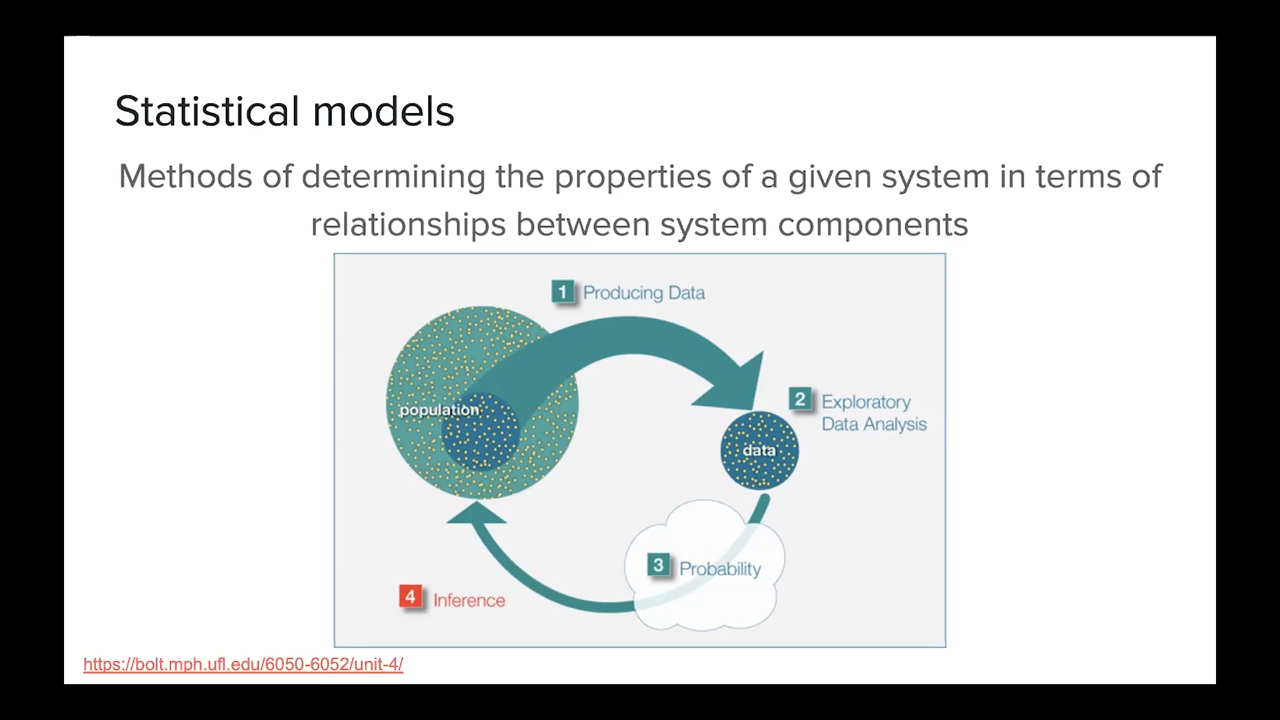 Statistical models
Methods of determining the properties of a given system in terms of
relationships between system components
1 Producing Data
population
2 Exploratory
Data Analysis
data
3 Probability
4 Inference
https://bolt.mph.ufl.edu/6050-6052/unit-4/